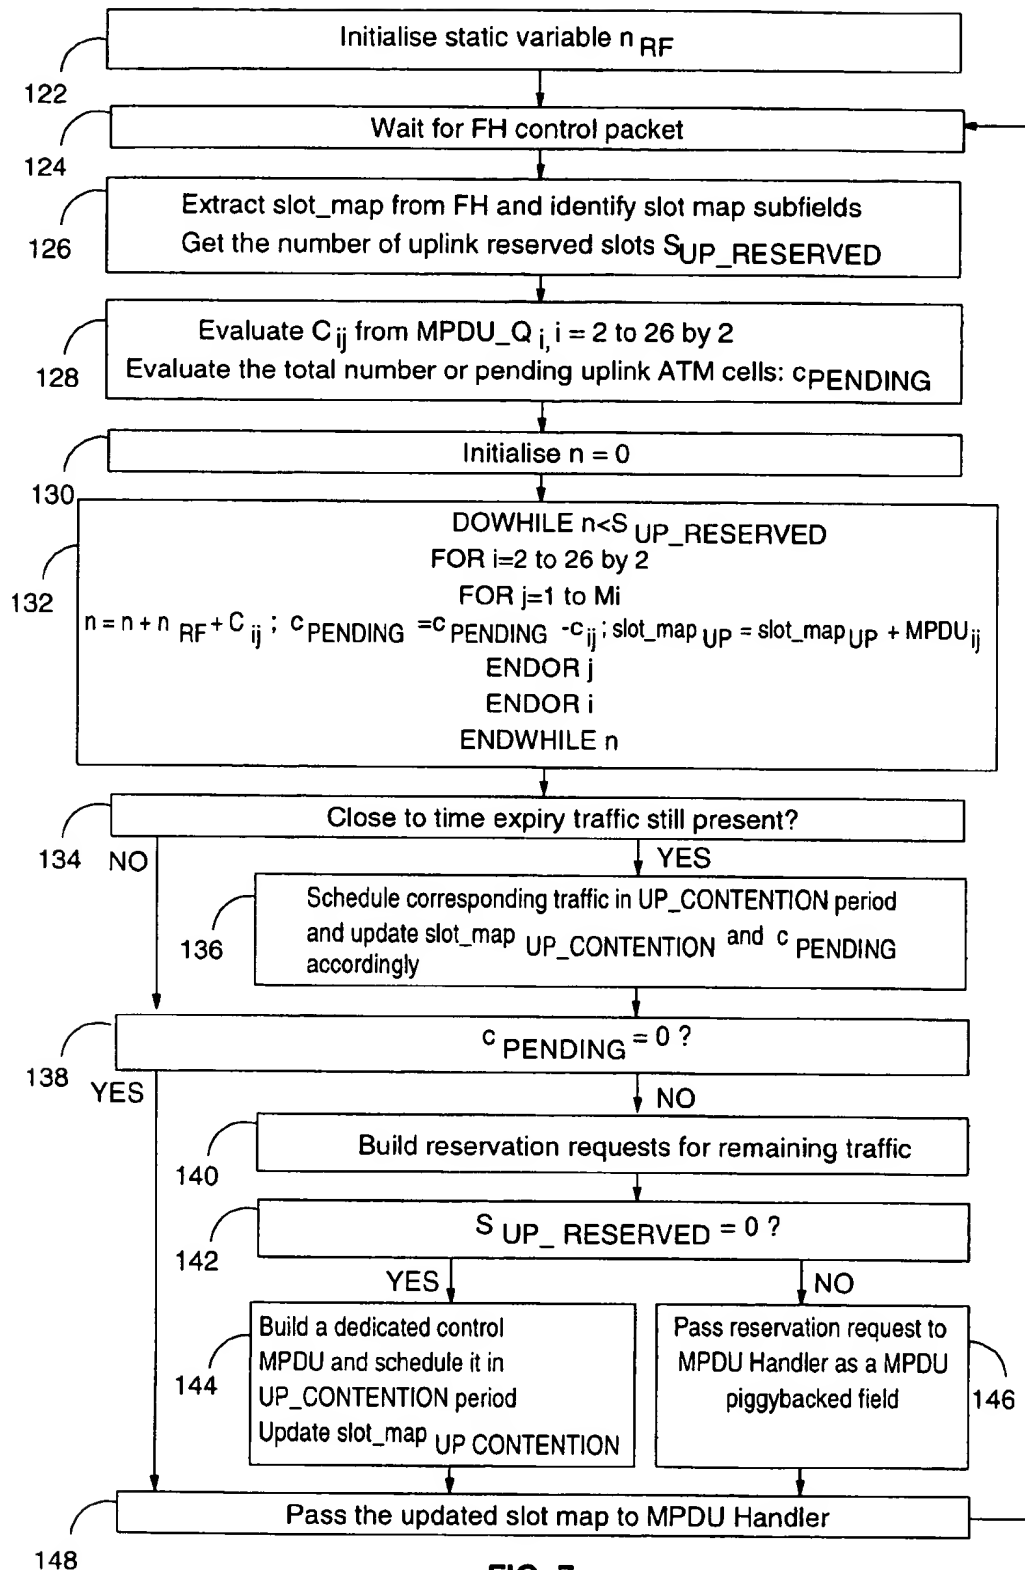 Initialise static variable n RF
122
Wait for FH control packet
124
Extract slot_map from FH and identify slot map subfields
Get the number of uplink reserved slots SUP_RESERVED
126
Evaluate C ij from MPDU_Q i, i = 2 to 26 by 2
Evaluate the total number or pending uplink ATM cells: cPENDING
128
Initialise n = 0
130
DOWHILE n<S UP_RESERVED
FOR i=2 to 26 by 2
FOR j=1 to Mi
n = n + n RF + C ij ; c PENDING =c PENDING -cij ; slot_map UP = slot_map UP + MPDU ij
ENDOR j
ENDOR i
ENDWHILE n
132
Close to time expiry traffic still present?
134
NO
YES
Schedule corresponding traffic in UP_CONTENTION period
and update slot_map UP_CONTENTION and c PENDING
accordingly
136
c PENDING = 0 ?
138
YES
NO
Build reservation requests for remaining traffic
140
S UP_ RESERVED = 0 ?
142
YES
NO
Build a dedicated control
MPDU and schedule it in
UP_CONTENTION period
Update slot_map UP CONTENTION
144
Pass reservation request to
MPDU Handler as a MPDU
piggybacked field
146
Pass the updated slot map to MPDU Handler
148